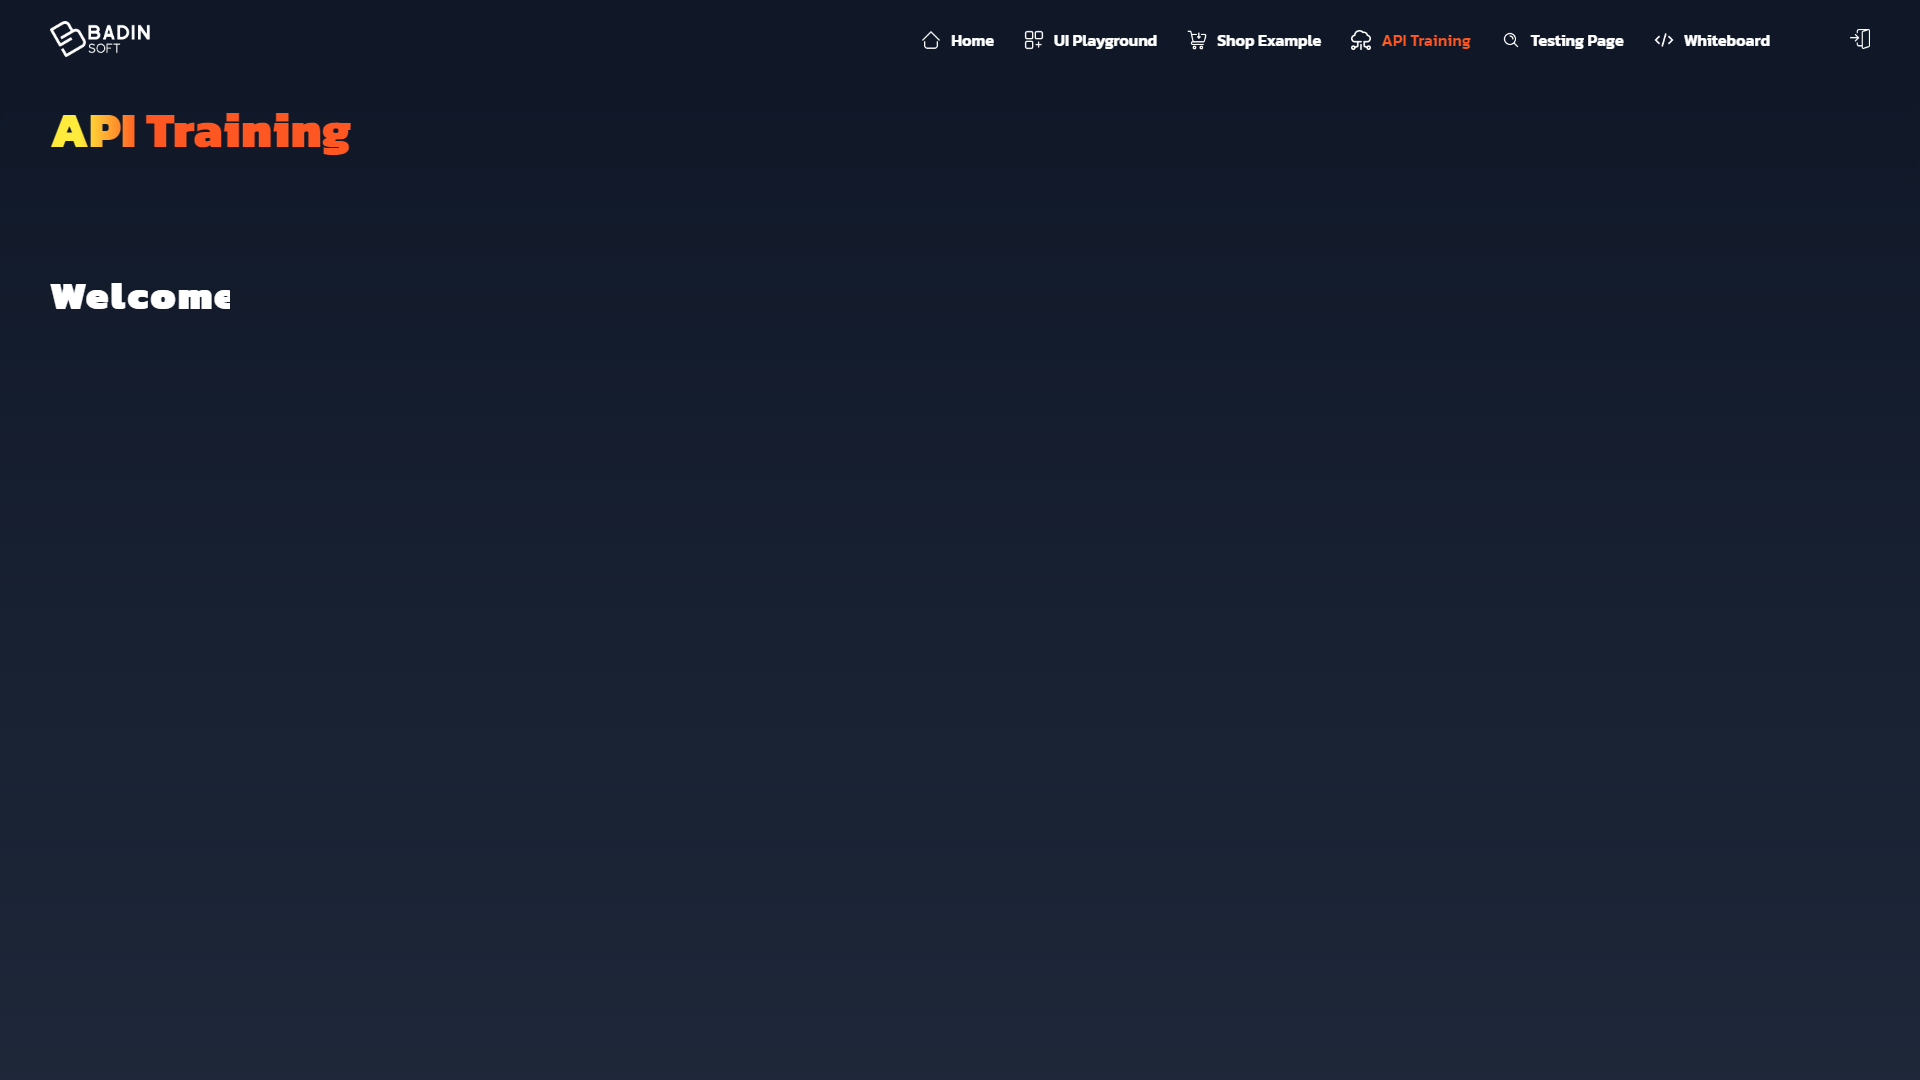 BADIN
SOFT
Home
UI Playground
Shop Example
API Training
Testing Page
Whiteboard
API Training
Welcome